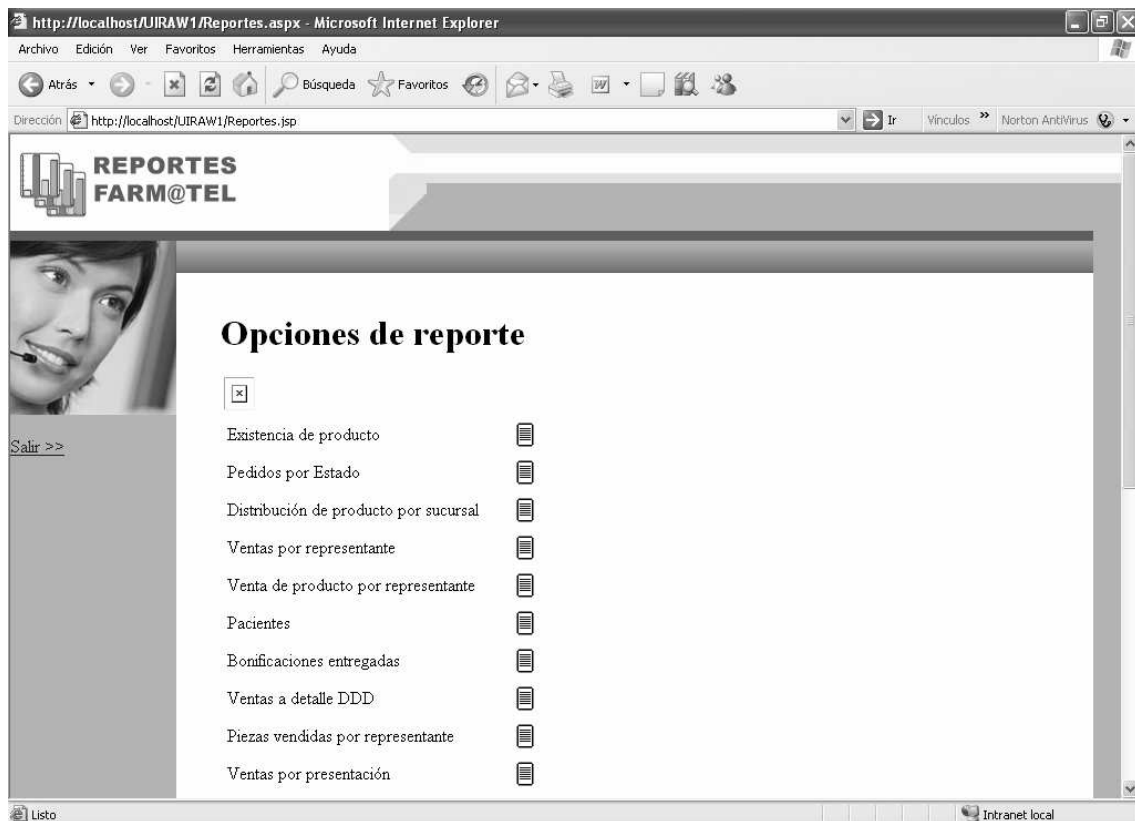 http://localhost/UIRAW1/Reportes.aspx - Microsoft Internet Explorer
Archivo Edición Ver Favoritos Herramientas Ayuda
Atrás Búsqueda Favoritos W
Dirección http://localhost/UIRAW1/Reportes.jsp Ir Vínculos » Norton AntiVirus
REPORTES
FARM@TEL
Opciones de reporte
Salir >>
Existencia de producto
Pedidos por Estado
Distribución de producto por sucursal
Ventas por representante
Venta de producto por representante
Pacientes
Bonificaciones entregadas
Ventas a detalle DDD
Piezas vendidas por representante
Ventas por presentación
Listo Intranet local